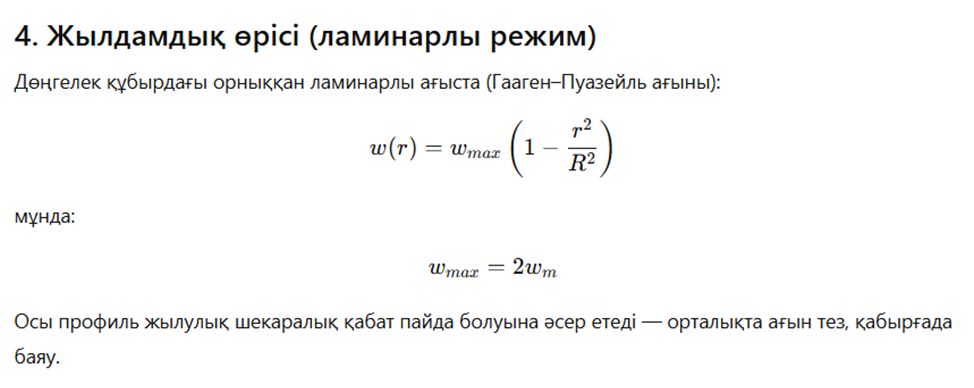 4. Жылдамдық өрісі (ламинарлы режим)
Дөңгелек құбырдағы орныққан ламинарлы ағыста (Гааген–Пуазейль ағыны):
w(r) = w_{max} \left( 1 - \frac{r^2}{R^2} \right)
мұнда:
w_{max} = 2w_m
Осы профиль жылулық шекаралық қабат пайда болуына әсер етеді — орталықта ағын тез, қабырғада
баяу.